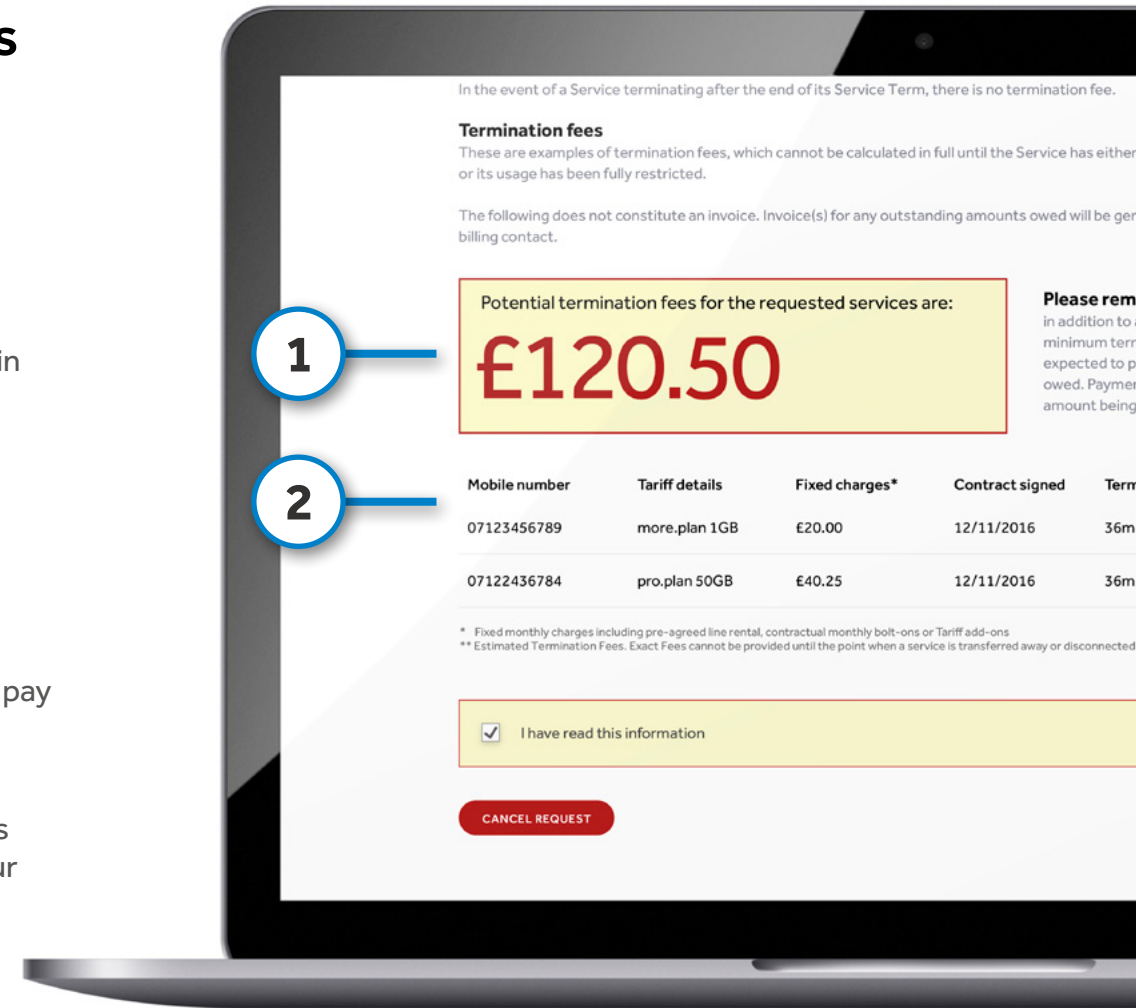 s
in
pay
s
ur
In the event of a Service terminating after the end of its Service Term, there is no termination fee.
Termination fees
These are examples of termination fees, which cannot be calculated in full until the Service has either
or its usage has been fully restricted.
The following does not constitute an invoice. Invoice(s) for any outstanding amounts owed will be gen
billing contact.
1
Potential termination fees for the requested services are:
£120.50
Please rem
in addition to a
minimum term
expected to p
owed. Paymen
amount being
2
Mobile number Tariff details Fixed charges* Contract signed Term
07123456789 more.plan 1GB £20.00 12/11/2016 36m
07122436784 pro.plan 50GB £40.25 12/11/2016 36m
* Fixed monthly charges including pre-agreed line rental, contractual monthly bolt-ons or Tariff add-ons
** Estimated Termination Fees. Exact Fees cannot be provided until the point when a service is transferred away or disconnected
I have read this information
CANCEL REQUEST